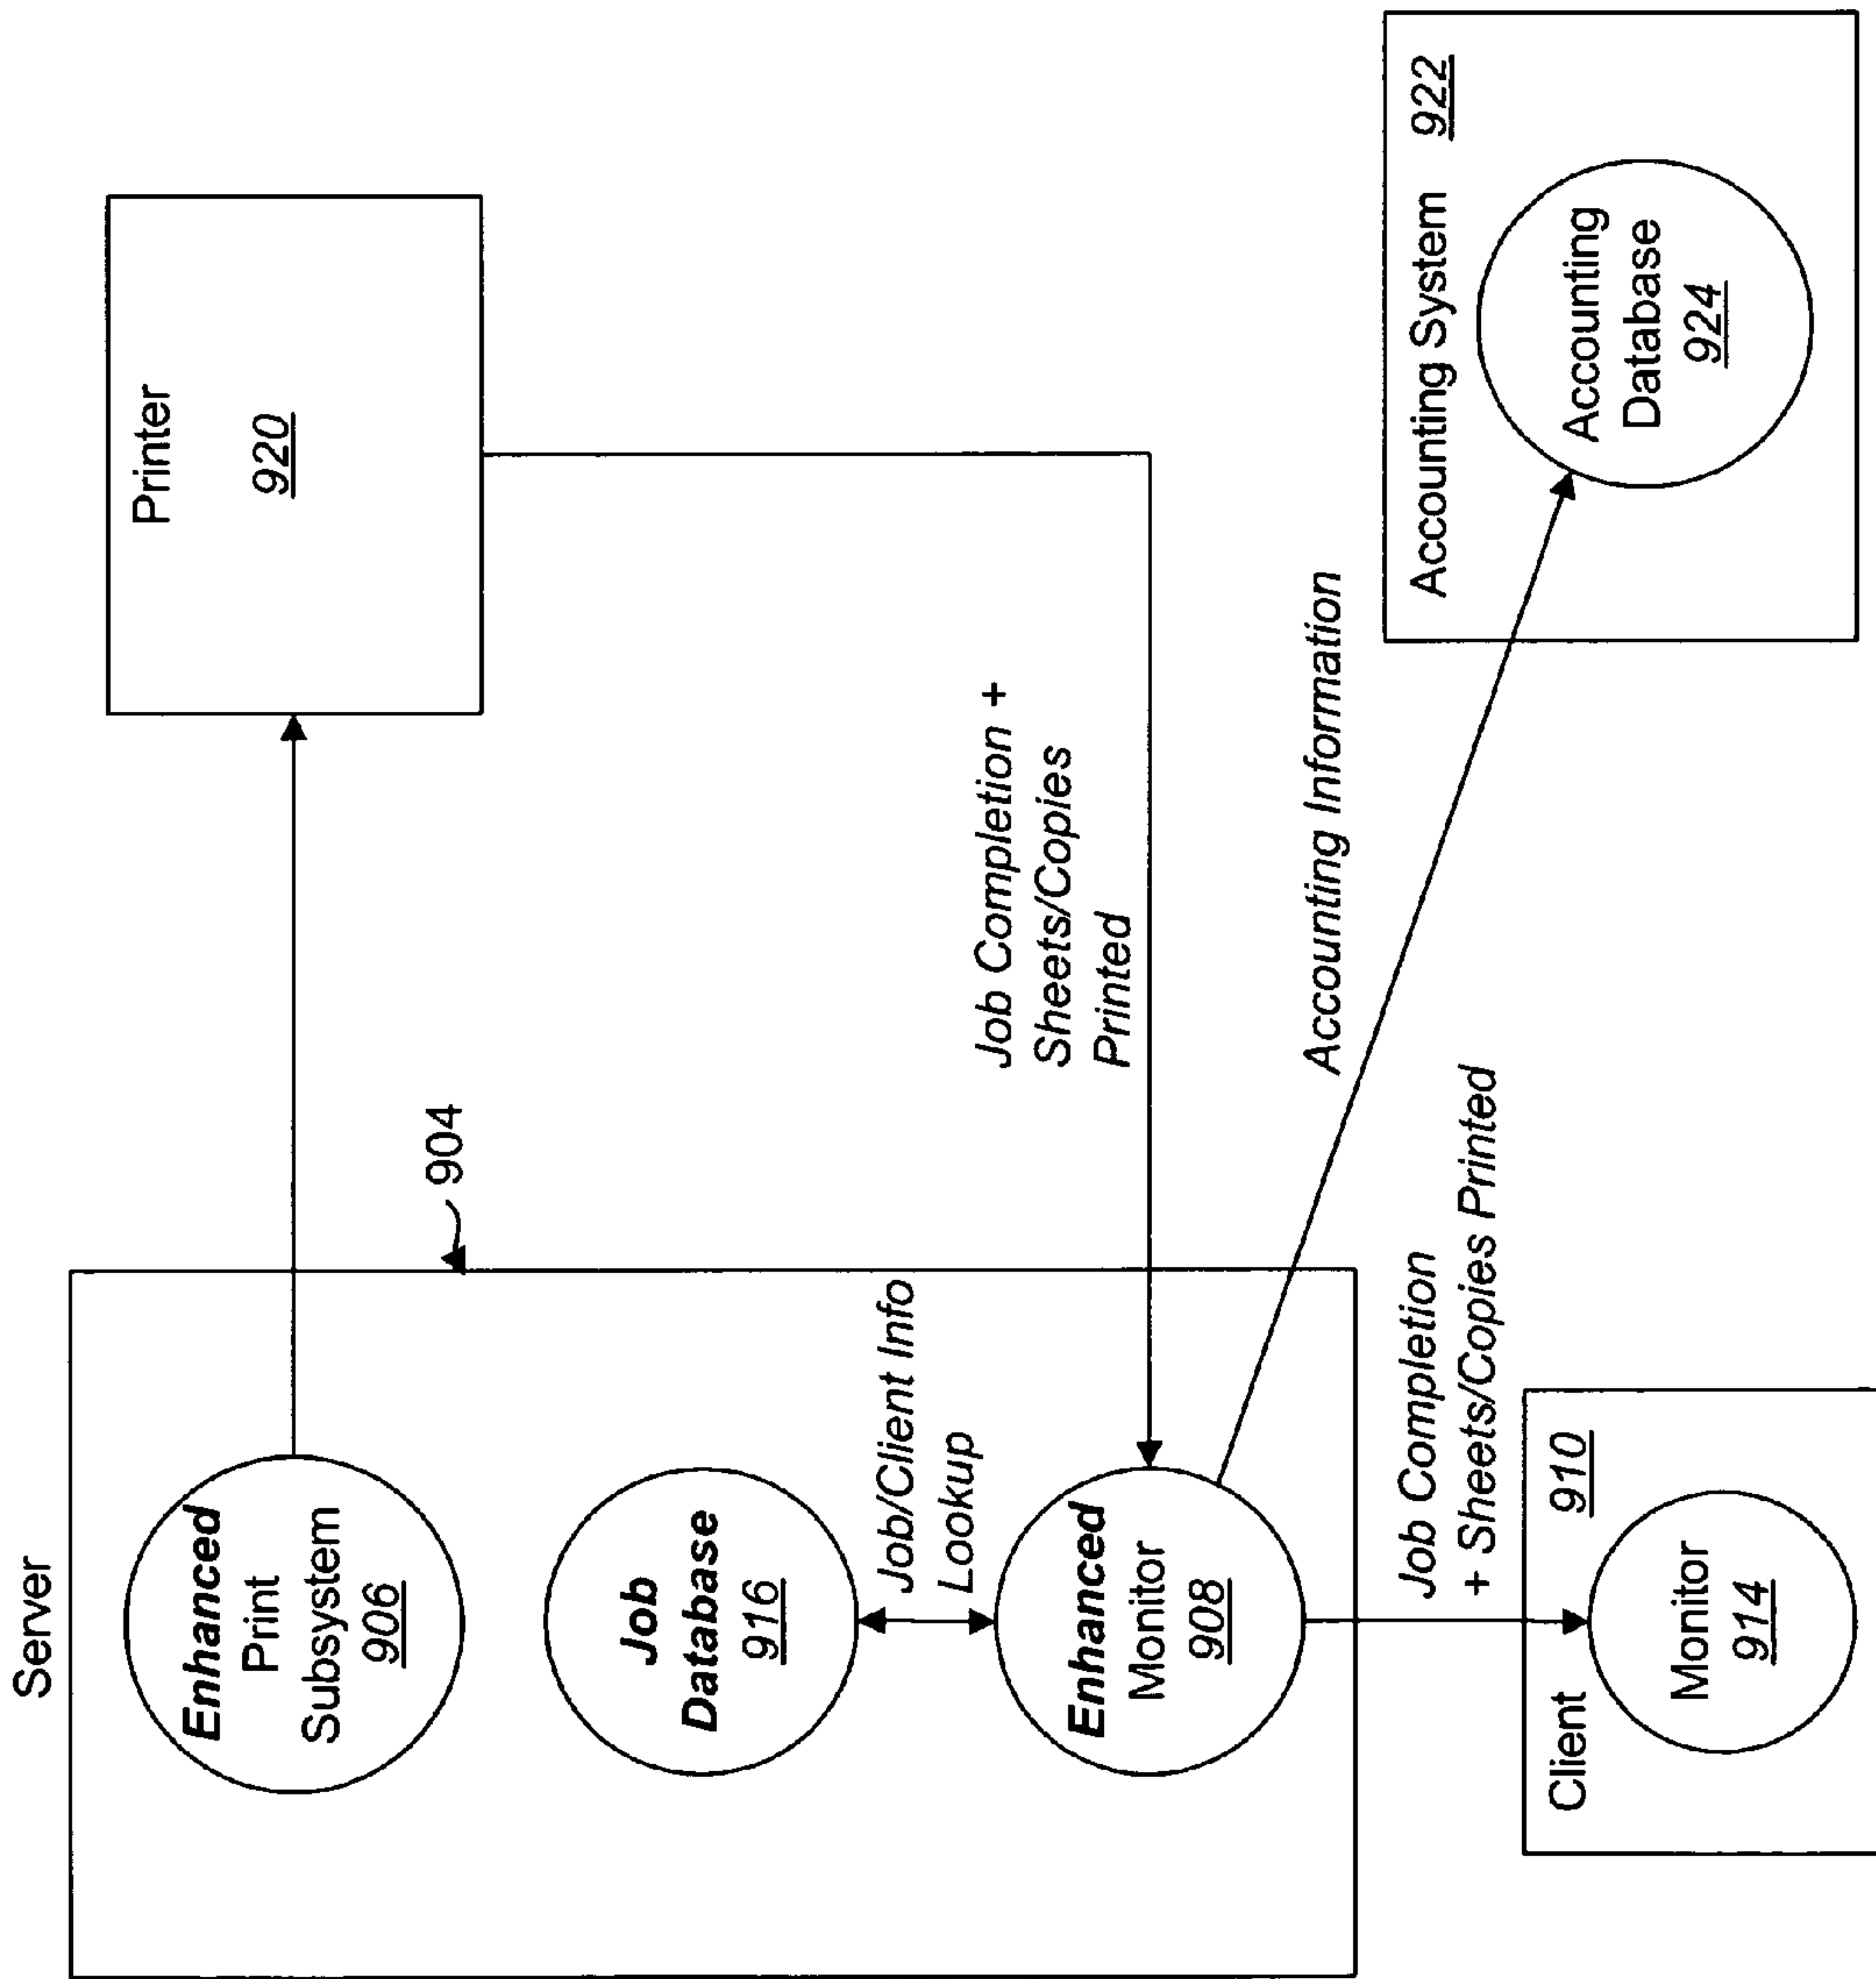 Server
Enhanced
Print
Subsystem
906
Job
Database
916
Job/Client Info
Lookup
Enhanced
Monitor
908
904
Printer
920
Job Completion +
Sheets/Copies
Printed
Accounting Information
Job Completion
+ Sheets/Copies Printed
Client 910
Monitor
914
Accounting System 922
Accounting
Database
924